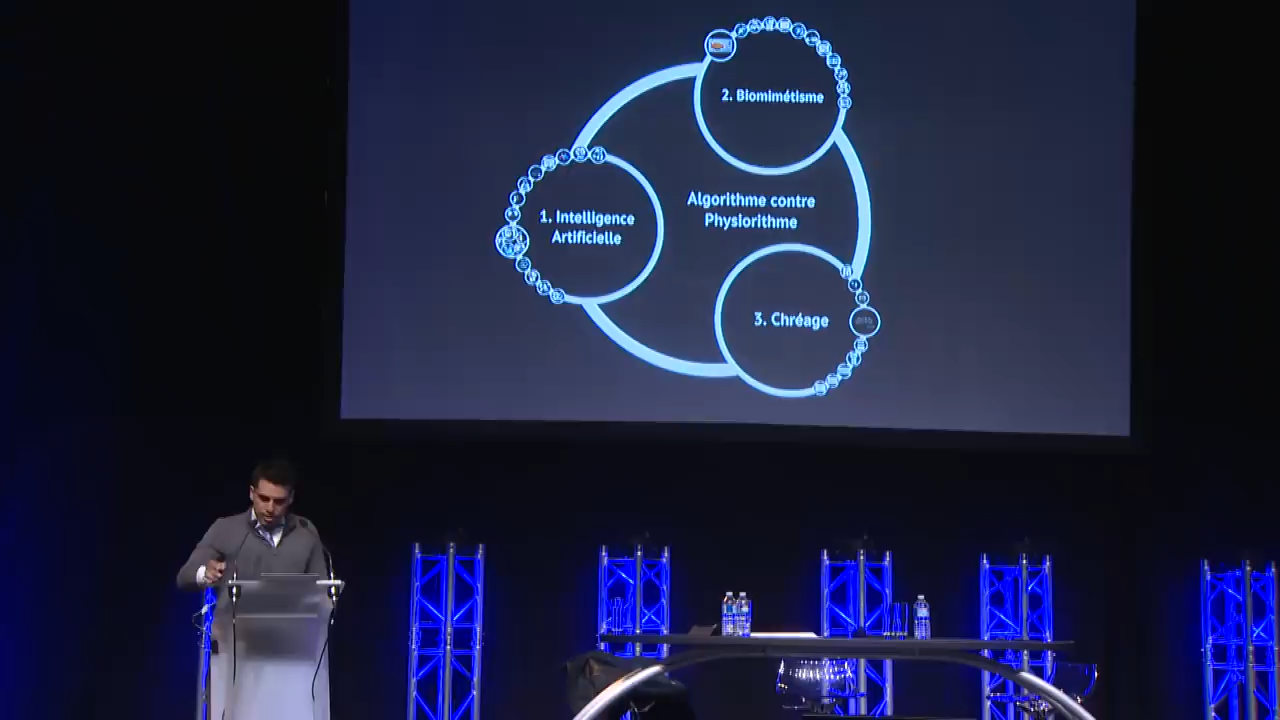 2. Biomimétisme
Algorithme contre
Physiorithme
1. Intelligence
Artificielle
3. Chréage